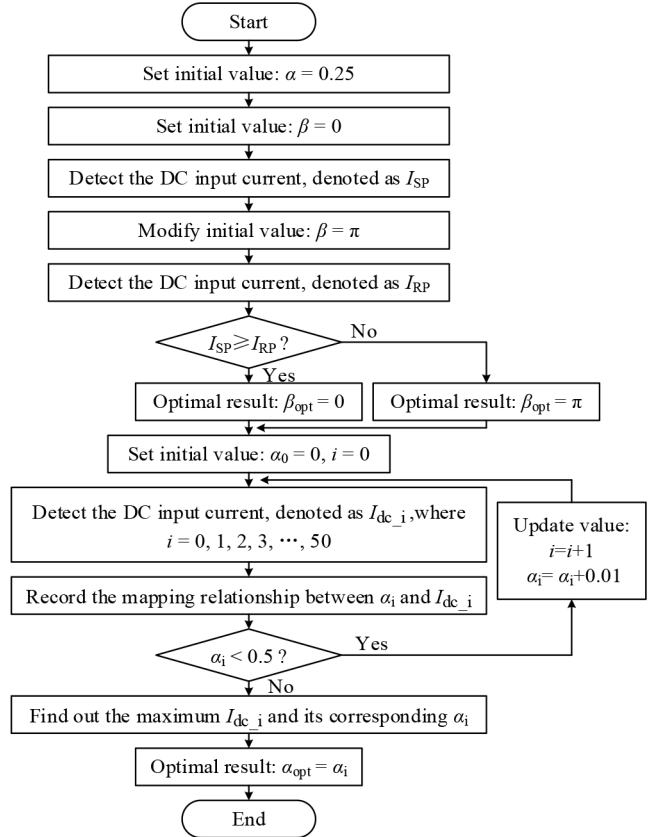 Start
Set initial value: α = 0.25
Set initial value: β = 0
Detect the DC input current, denoted as I_SP
Modify initial value: β = π
Detect the DC input current, denoted as I_RP
I_SP⩾I_RP ?
No
Yes
Optimal result: β_opt = 0
Optimal result: β_opt = π
Set initial value: α_0 = 0, i = 0
Detect the DC input current, denoted as I_dc_i ,where
i = 0, 1, 2, 3, ⋯, 50
Update value:
i=i+1
α_i= α_i+0.01
Record the mapping relationship between α_i and I_dc_i
α_i < 0.5 ?
Yes
No
Find out the maximum I_dc_i and its corresponding α_i
Optimal result: α_opt = α_i
End